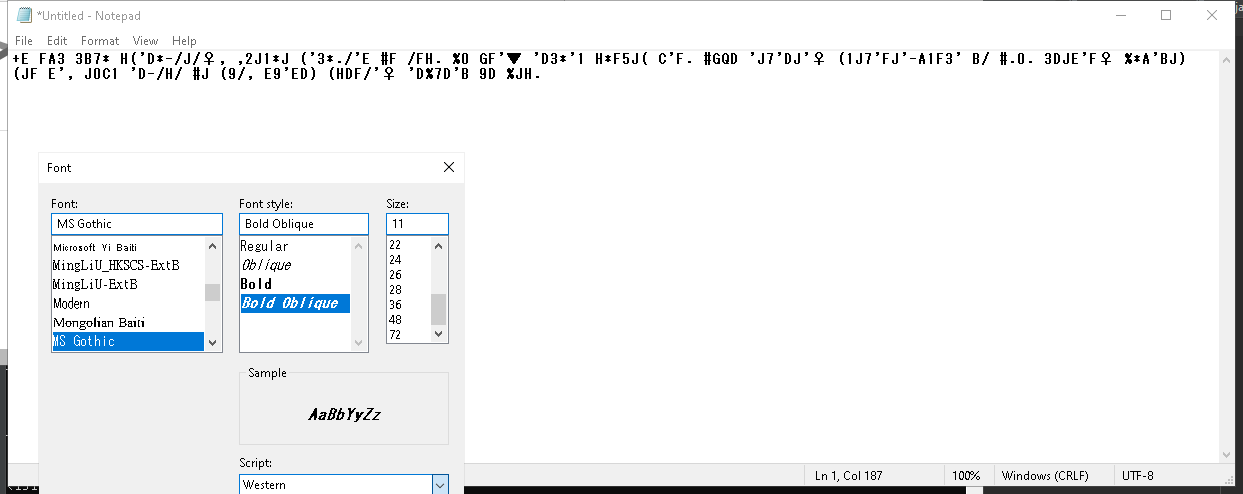 *Untitled - Notepad
File Edit Format View Help
+E FA3 3B7* H('D*-/J/♀, ,2J1*J ('3*./'E #F /FH. %0 GF'▼ 'D3*'1 H*F5J( C'F. #GQD 'J7'DJ'♀ (1J7'FJ'-A1F3' B/ #.0. 3DJE'F♀ %*A'BJ)
(JF E', JOC1 'D-/H/ #J (9/, E9'ED) (HDF/'♀ 'D%7D'B 9D %JH.
Font
Font:
Font style:
Size:
MS Gothic
Bold Oblique
11
Microsoft Yi Baiti
MingLiU_HKSCS-ExtB
MingLiU-ExtB
Modern
Mongolian Baiti
MS Gothic
Regular
Oblique
Bold
Bold Oblique
22
24
26
28
36
48
72
Sample
AaBbYyZz
Script:
Western
Ln 1, Col 187
100%
Windows (CRLF)
UTF-8